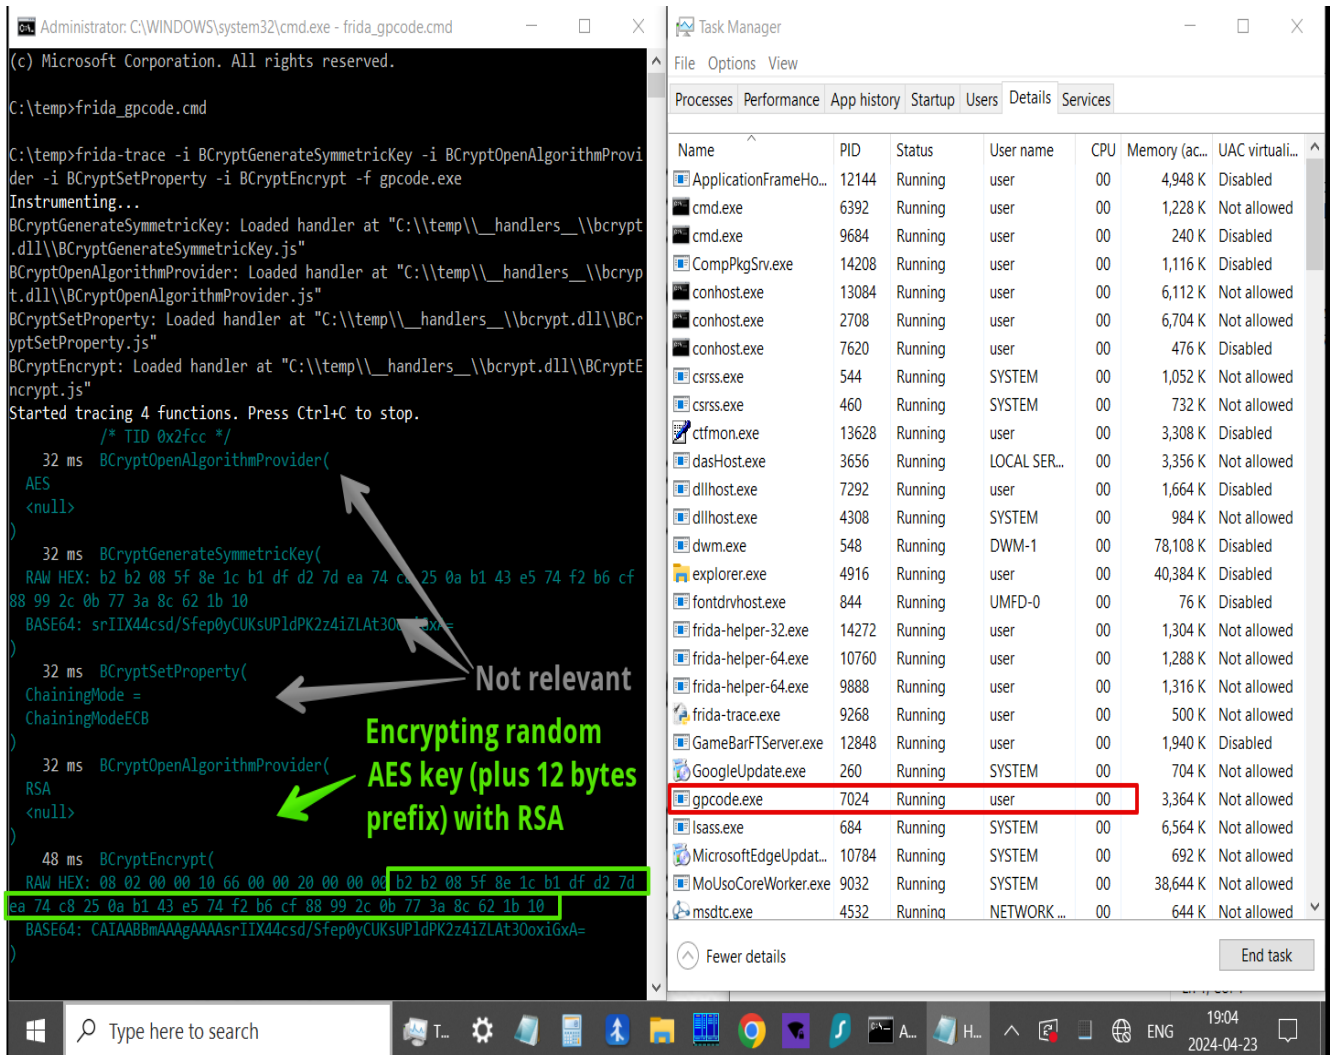 Administrator: C:\WINDOWS\system32\cmd.exe - frida_gpcode.cmd
(c) Microsoft Corporation. All rights reserved.
C:\temp>frida_gpcode.cmd
C:\temp>frida-trace -i BCryptGenerateSymmetricKey -i BCryptOpenAlgorithmProvi
der -i BCryptSetProperty -i BCryptEncrypt -f gpcode.exe
Instrumenting...
BCryptGenerateSymmetricKey: Loaded handler at "C:\\temp\\__handlers__\\bcrypt
.dll\\BCryptGenerateSymmetricKey.js"
BCryptOpenAlgorithmProvider: Loaded handler at "C:\\temp\\__handlers__\\bcryp
t.dll\\BCryptOpenAlgorithmProvider.js"
BCryptSetProperty: Loaded handler at "C:\\temp\\__handlers__\\bcrypt.dll\\BCr
yptSetProperty.js"
BCryptEncrypt: Loaded handler at "C:\\temp\\__handlers__\\bcrypt.dll\\BCryptE
ncrypt.js"
Started tracing 4 functions. Press Ctrl+C to stop.
/* TID 0x2fcc */
32 ms BCryptOpenAlgorithmProvider(
AES
<null>
)
32 ms BCryptGenerateSymmetricKey(
RAW HEX: b2 b2 08 5f 8e 1c b1 df d2 7d ea 74 25 0a b1 43 e5 74 f2 b6 cf
88 99 2c 0b 77 3a 8c 62 1b 10
BASE64:
)
32 ms BCryptSetProperty(
ChainingMode =
ChainingModeECB
)
32 ms BCryptOpenAlgorithmProvider(
RSA
<null>
)
48 ms BCryptEncrypt(
RAW HEX: 08 02 00 00 10 66 00 00 20 00 00 00 b2 b2 08 5f 8e 1c b1 df d2 7d
ea 74 c8 25 0a b1 43 e5 74 f2 b6 cf 88 99 2c 0b 77 3a 8c 62 1b 10
BASE64: CAIAABBmAAAgAAAAsrIIX44csd/Sfep0yCUKsUPldPK2z4iZLAt3OoxiGxA=
)
Not relevant
Encrypting random
AES key (plus 12 bytes
prefix) with RSA
Task Manager
File Options View
Processes Performance App history Startup Users Details Services
Name PID Status User name CPU Memory (ac... UAC virtuali...
ApplicationFrameHo... 12144 Running user 00 4,948 K Disabled
cmd.exe 6392 Running user 00 1,228 K Not allowed
cmd.exe 9684 Running user 00 240 K Disabled
CompPkgSrv.exe 14208 Running user 00 1,116 K Disabled
conhost.exe 13084 Running user 00 6,112 K Not allowed
conhost.exe 2708 Running user 00 6,704 K Not allowed
conhost.exe 7620 Running user 00 476 K Disabled
csrss.exe 544 Running SYSTEM 00 1,052 K Not allowed
csrss.exe 460 Running SYSTEM 00 732 K Not allowed
ctfmon.exe 13628 Running user 00 3,308 K Disabled
dasHost.exe 3656 Running LOCAL SER... 00 3,356 K Not allowed
dllhost.exe 7292 Running user 00 1,664 K Disabled
dllhost.exe 4308 Running SYSTEM 00 984 K Not allowed
dwm.exe 548 Running DWM-1 00 78,108 K Disabled
explorer.exe 4916 Running user 00 40,384 K Disabled
fontdrvhost.exe 844 Running UMFD-0 00 76 K Disabled
frida-helper-32.exe 14272 Running user 00 1,304 K Not allowed
frida-helper-64.exe 10760 Running user 00 1,288 K Not allowed
frida-helper-64.exe 9888 Running user 00 1,316 K Not allowed
frida-trace.exe 9268 Running user 00 500 K Not allowed
GameBarFTServer.exe 12848 Running user 00 1,940 K Disabled
GoogleUpdate.exe 260 Running SYSTEM 00 704 K Not allowed
gpcode.exe 7024 Running user 00 3,364 K Not allowed
lsass.exe 684 Running SYSTEM 00 6,564 K Not allowed
MicrosoftEdgeUpdat... 10784 Running SYSTEM 00 692 K Not allowed
MoUsoCoreWorker.exe 9032 Running SYSTEM 00 38,644 K Not allowed
msdtc.exe 4532 Running NETWORK ... 00 644 K Not allowed
Fewer details
End task
Type here to search
T...
A...
H...
ENG
19:04
2024-04-23